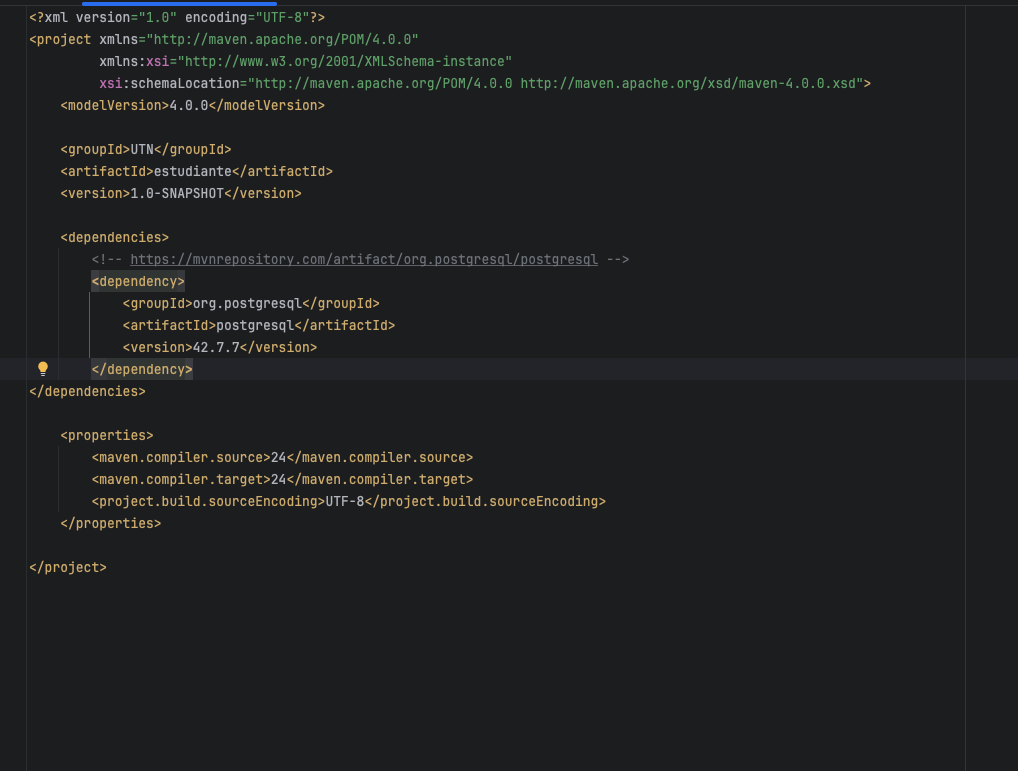 <?xml version="1.0" encoding="UTF-8"?>
<project xmlns="http://maven.apache.org/POM/4.0.0"
         xmlns:xsi="http://www.w3.org/2001/XMLSchema-instance"
         xsi:schemaLocation="http://maven.apache.org/POM/4.0.0 http://maven.apache.org/xsd/maven-4.0.0.xsd">
    <modelVersion>4.0.0</modelVersion>

    <groupId>UTN</groupId>
    <artifactId>estudiante</artifactId>
    <version>1.0-SNAPSHOT</version>

    <dependencies>
        <!-- https://mvnrepository.com/artifact/org.postgresql/postgresql -->
        <dependency>
            <groupId>org.postgresql</groupId>
            <artifactId>postgresql</artifactId>
            <version>42.7.7</version>
        </dependency>
</dependencies>

    <properties>
        <maven.compiler.source>24</maven.compiler.source>
        <maven.compiler.target>24</maven.compiler.target>
        <project.build.sourceEncoding>UTF-8</project.build.sourceEncoding>
    </properties>

</project>